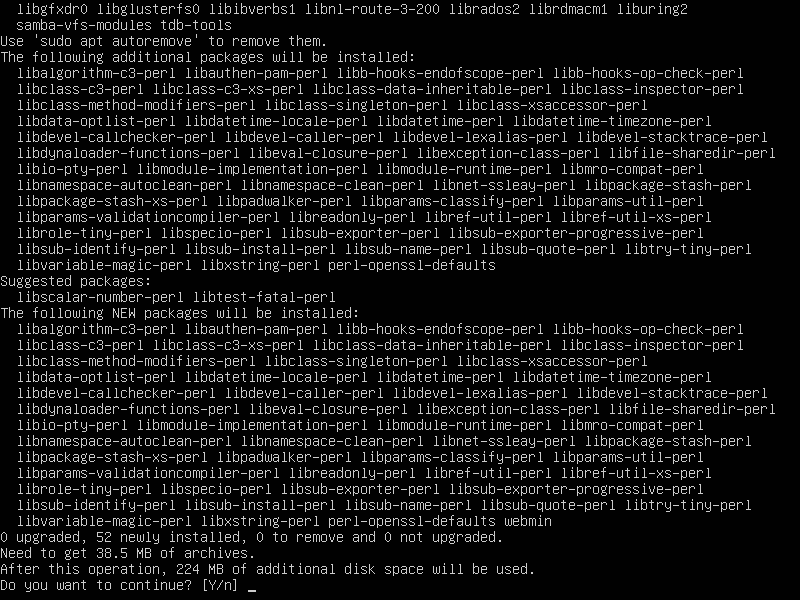 libgfxdr0 libglusterfs0 libibverbs1 libnl-route-3-200 librados2 librdmacm1 liburing2
samba-vfs-modules tdb-tools
Use 'sudo apt autoremove' to remove them.
The following additional packages will be installed:
libalgorithm-c3-perl libauthen-pam-perl libb-hooks-endofscope-perl libb-hooks-op-check-perl
libclass-c3-perl libclass-c3-xs-perl libclass-data-inheritable-perl libclass-inspector-perl
libclass-method-modifiers-perl libclass-singleton-perl libclass-xsaccessor-perl
libdata-optlist-perl libdatetime-locale-perl libdatetime-perl libdatetime-timezone-perl
libdevel-callchecker-perl libdevel-caller-perl libdevel-lexalias-perl libdevel-stacktrace-perl
libdynaloader-functions-perl libeval-closure-perl libexception-class-perl libfile-sharedir-perl
libio-pty-perl libmodule-implementation-perl libmodule-runtime-perl libmro-compat-perl
libnamespace-autoclean-perl libnamespace-clean-perl libnet-ssleay-perl libpackage-stash-perl
libpackage-stash-xs-perl libpadwalker-perl libparams-classify-perl libparams-util-perl
libparams-validationcompiler-perl libreadonly-perl libref-util-perl libref-util-xs-perl
librole-tiny-perl libspecio-perl libsub-exporter-perl libsub-exporter-progressive-perl
libsub-identify-perl libsub-install-perl libsub-name-perl libsub-quote-perl libtry-tiny-perl
libvariable-magic-perl libxstring-perl perl-openssl-defaults
Suggested packages:
libscalar-number-perl libtest-fatal-perl
The following NEW packages will be installed:
libalgorithm-c3-perl libauthen-pam-perl libb-hooks-endofscope-perl libb-hooks-op-check-perl
libclass-c3-perl libclass-c3-xs-perl libclass-data-inheritable-perl libclass-inspector-perl
libclass-method-modifiers-perl libclass-singleton-perl libclass-xsaccessor-perl
libdata-optlist-perl libdatetime-locale-perl libdatetime-perl libdatetime-timezone-perl
libdevel-callchecker-perl libdevel-caller-perl libdevel-lexalias-perl libdevel-stacktrace-perl
libdynaloader-functions-perl libeval-closure-perl libexception-class-perl libfile-sharedir-perl
libio-pty-perl libmodule-implementation-perl libmodule-runtime-perl libmro-compat-perl
libnamespace-autoclean-perl libnamespace-clean-perl libnet-ssleay-perl libpackage-stash-perl
libpackage-stash-xs-perl libpadwalker-perl libparams-classify-perl libparams-util-perl
libparams-validationcompiler-perl libreadonly-perl libref-util-perl libref-util-xs-perl
librole-tiny-perl libspecio-perl libsub-exporter-perl libsub-exporter-progressive-perl
libsub-identify-perl libsub-install-perl libsub-name-perl libsub-quote-perl libtry-tiny-perl
libvariable-magic-perl libxstring-perl perl-openssl-defaults webmin
0 upgraded, 52 newly installed, 0 to remove and 0 not upgraded.
Need to get 38.5 MB of archives.
After this operation, 224 MB of additional disk space will be used.
Do you want to continue? [Y/n] _